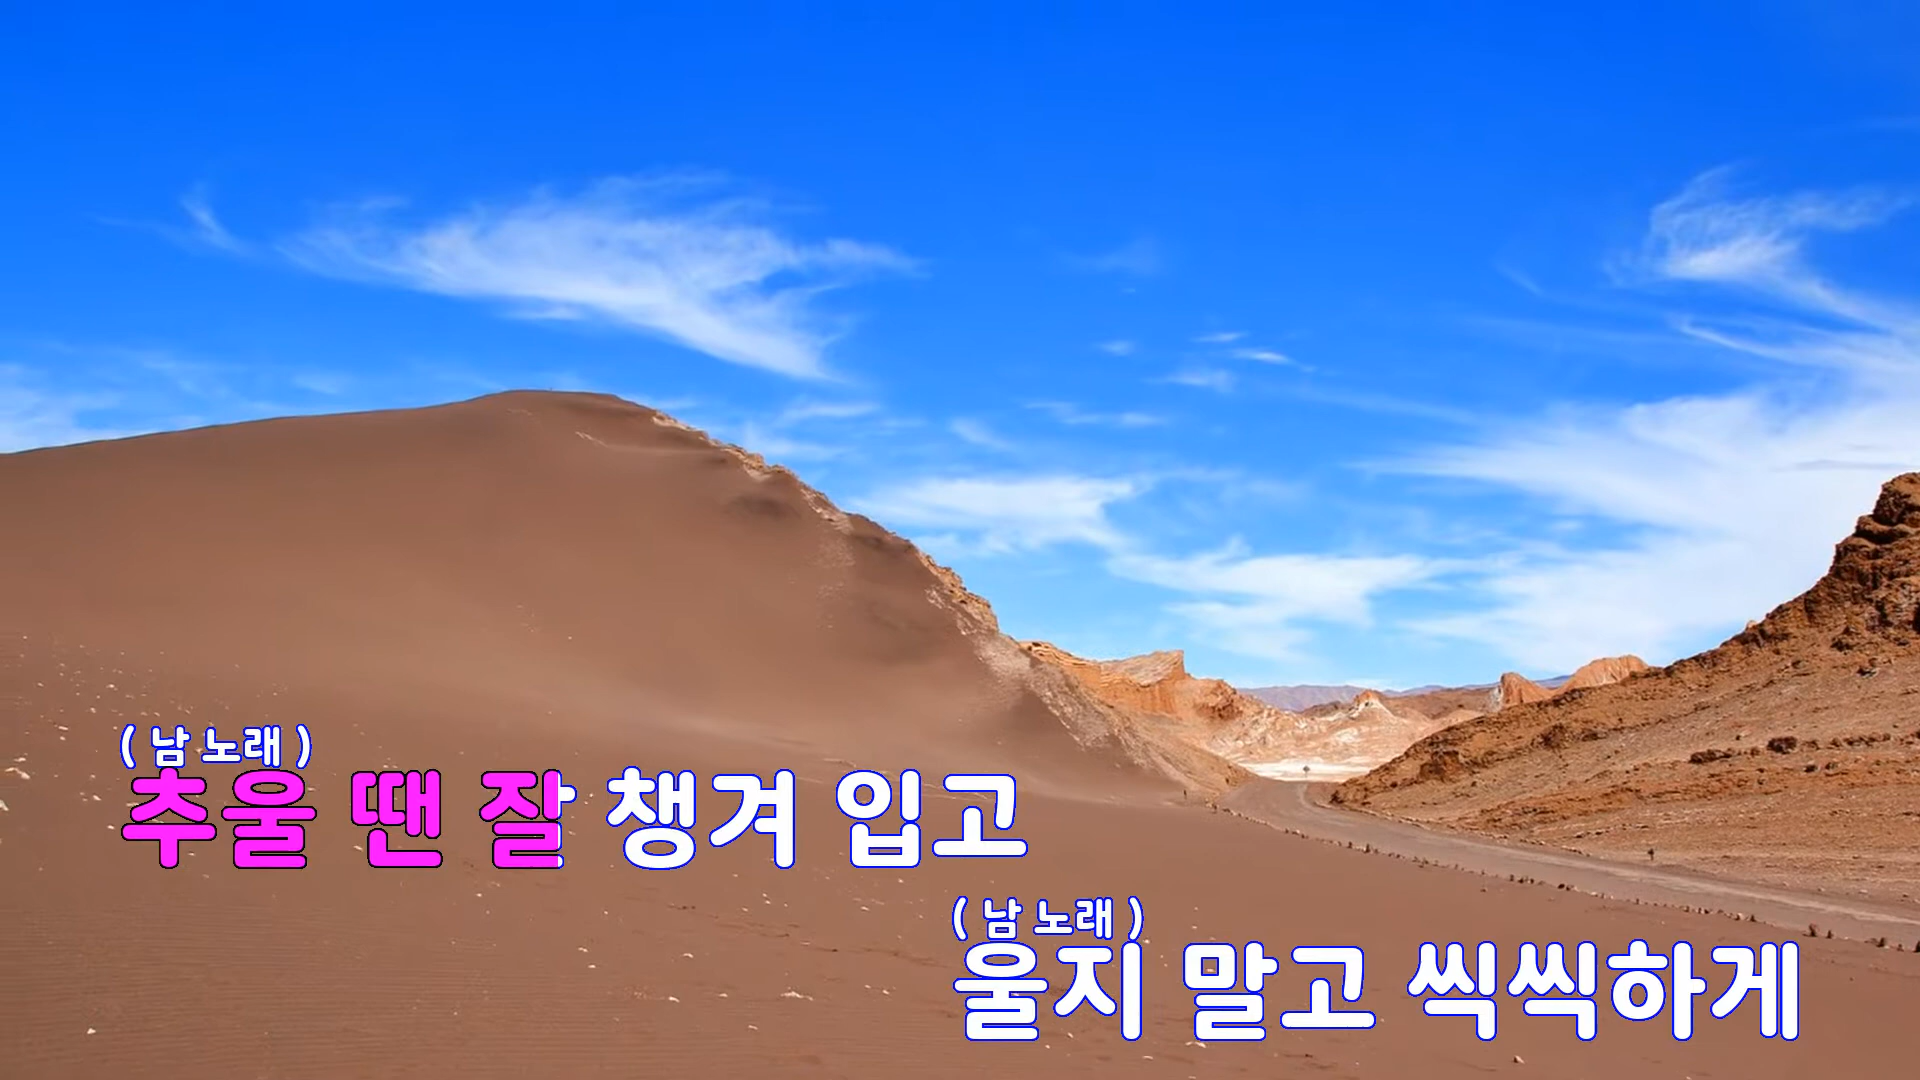 ( 남 노래 )
추울 땐 잘 챙겨 입고
( 남 노래 )
울지 말고 씩씩하게